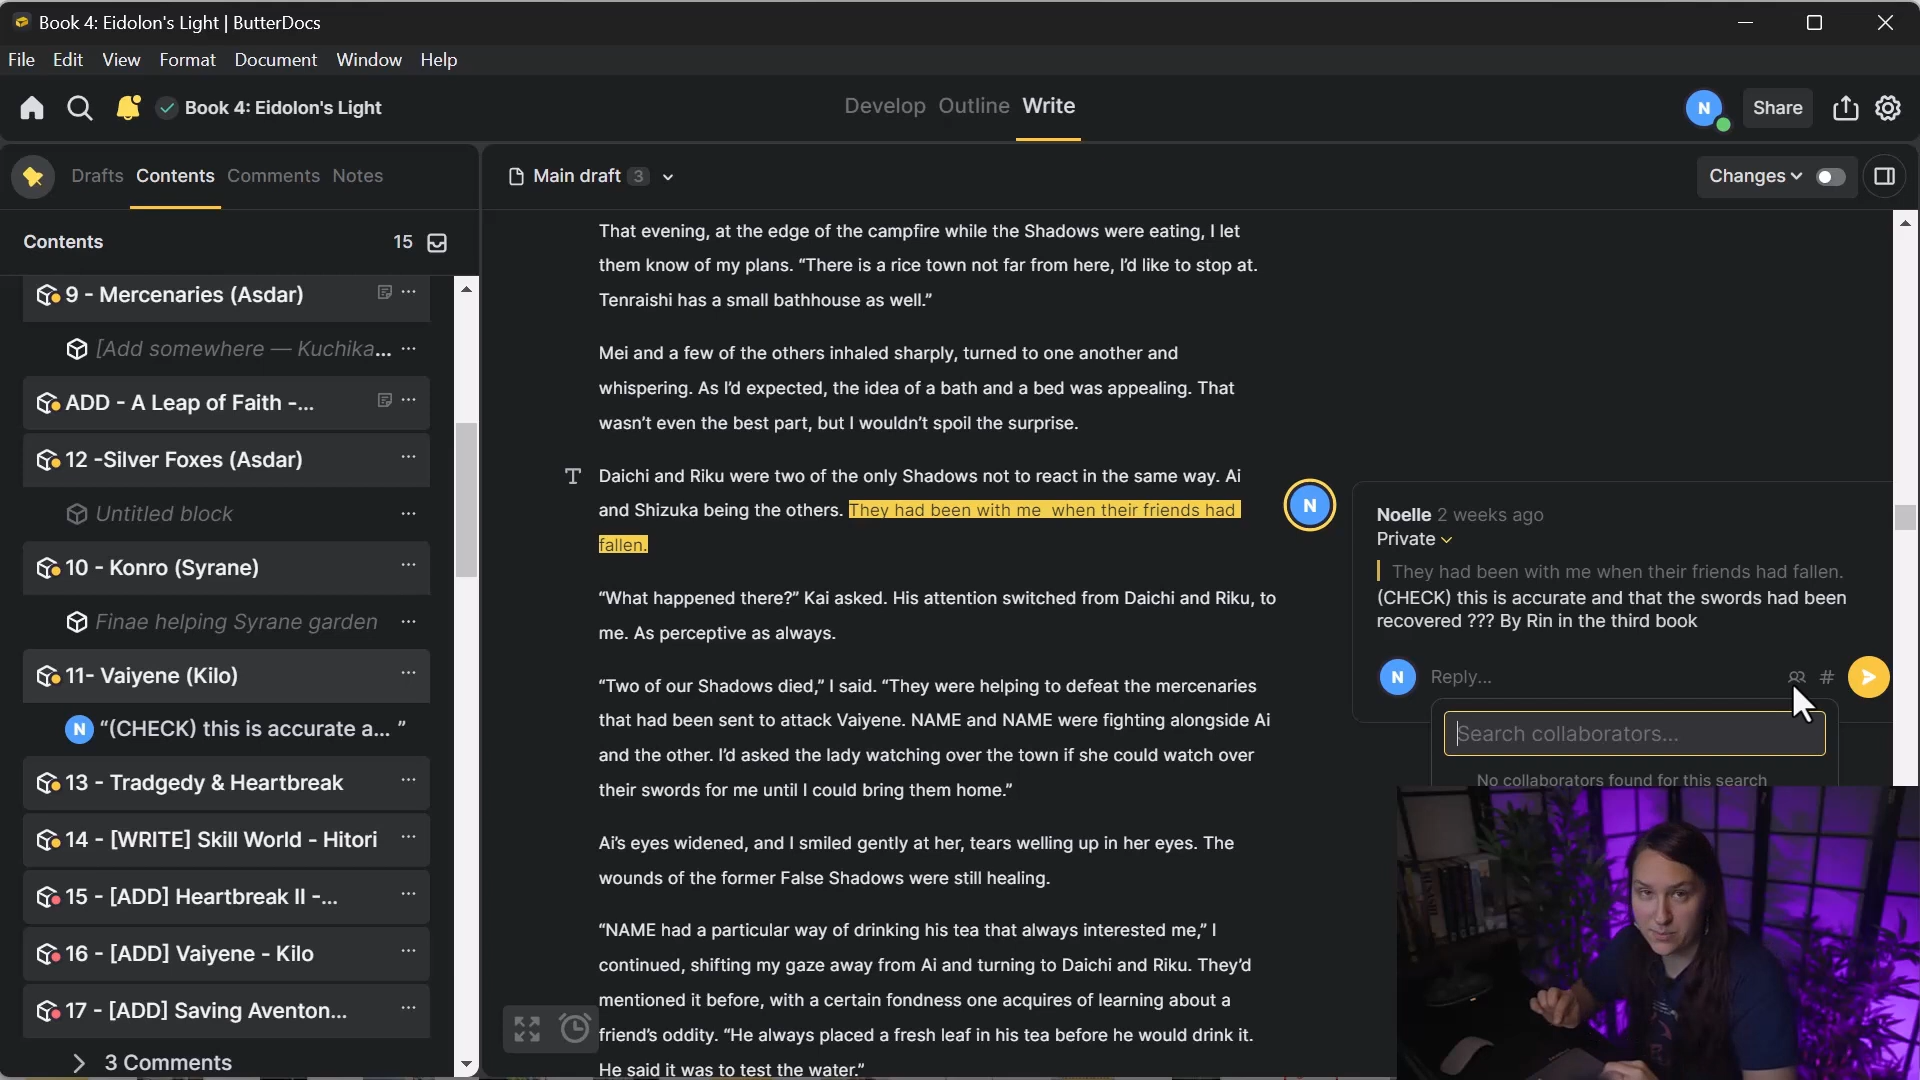 Book 4: Eidolon's Light | ButterDocs
File Edit View Format Document Window Help
Book 4: Eidolon's Light
Develop Outline Write
N
Share
Drafts Contents Comments Notes
Main draft 3
Changes
Contents 15
9 - Mercenaries (Asdar)
[Add somewhere — Kuchika...
ADD - A Leap of Faith -...
12 -Silver Foxes (Asdar)
Untitled block
10 - Konro (Syrane)
Finae helping Syrane garden
11- Vaiyene (Kilo)
N “(CHECK) this is accurate a... ”
13 - Tradgedy & Heartbreak
14 - [WRITE] Skill World - Hitori
15 - [ADD] Heartbreak II -...
16 - [ADD] Vaiyene - Kilo
17 - [ADD] Saving Aventon...
3 Comments
That evening, at the edge of the campfire while the Shadows were eating, I let
them know of my plans. “There is a rice town not far from here, I’d like to stop at.
Tenraishi has a small bathhouse as well.”
Mei and a few of the others inhaled sharply, turned to one another and
whispering. As I’d expected, the idea of a bath and a bed was appealing. That
wasn’t even the best part, but I wouldn’t spoil the surprise.
Daichi and Riku were two of the only Shadows not to react in the same way. Ai
and Shizuka being the others. They had been with me  when their friends had
fallen.
“What happened there?” Kai asked. His attention switched from Daichi and Riku, to
me. As perceptive as always.
“Two of our Shadows died,” I said. “They were helping to defeat the mercenaries
that had been sent to attack Vaiyene. NAME and NAME were fighting alongside Ai
and the other. I’d asked the lady watching over the town if she could watch over
their swords for me until I could bring them home.”
Ai’s eyes widened, and I smiled gently at her, tears welling up in her eyes. The
wounds of the former False Shadows were still healing.
“NAME had a particular way of drinking his tea that always interested me,” I
continued, shifting my gaze away from Ai and turning to Daichi and Riku. They’d
mentioned it before, with a certain fondness one acquires of learning about a
friend’s oddity. “He always placed a fresh leaf in his tea before he would drink it.
He said it was to test the water.”
N
Noelle 2 weeks ago
Private
They had been with me when their friends had fallen.
(CHECK) this is accurate and that the swords had been
recovered ??? By Rin in the third book
N Reply... #
Search collaborators...
No collaborators found for this search